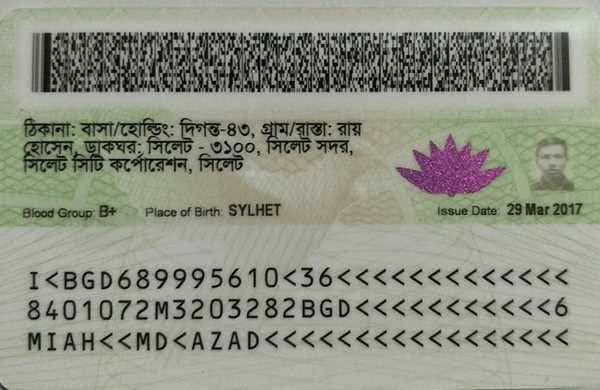 ঠিকানা: বাসা/হোল্ডিং: দিগন্ত-৪৩, গ্রাম/রাস্তা: রায়
হোসেন, ডাকঘর: সিলেট - ৩১০০, সিলেট সদর,
সিলেট সিটি কর্পোরেশন, সিলেট
Blood Group: B+ Place of Birth: SYLHET Issue Date: 29 Mar 2017
I<BGD689995610<36<<<<<<<<<<<<<
8401072M3203282BGD<<<<<<<<<<<6
MIAH<<MD<AZAD<<<<<<<<<<<<<<<<<